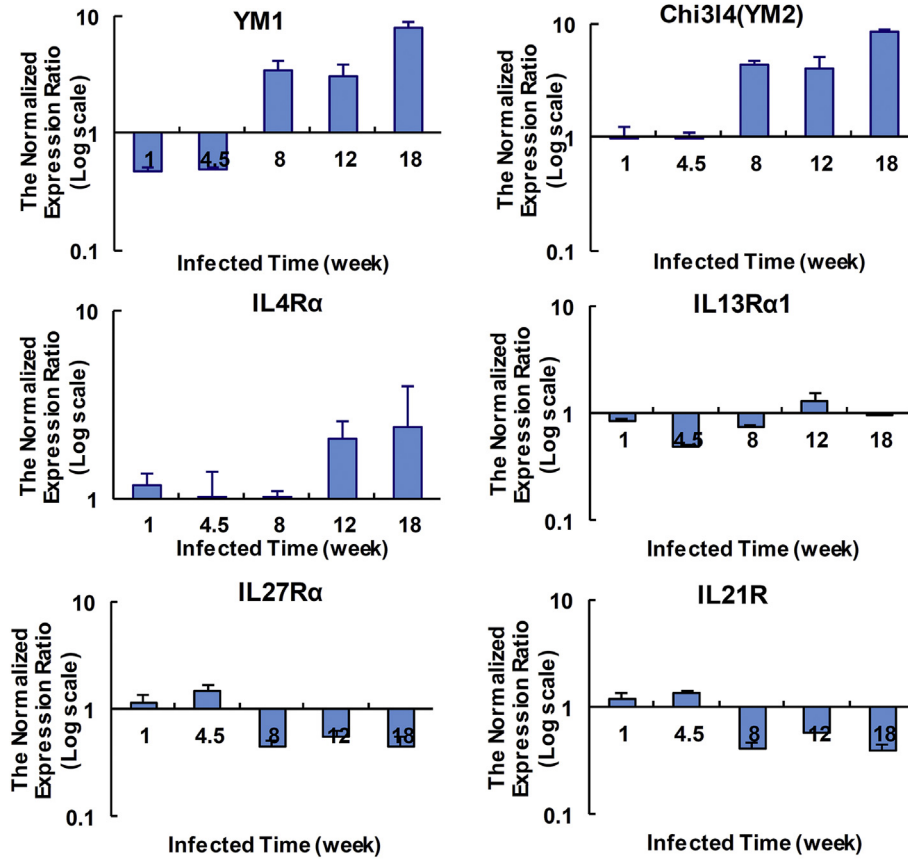 YM1
The Normalized
Expression Ratio
(Log scale)
10
1
0.1
1 4.5 8 12 18
Infected Time (week)
Chi3l4(YM2)
The Normalized
Expression Ratio
(Log scale)
10
1
0.1
1 4.5 8 12 18
Infected Time (week)
IL4Rα
The Normalized
Expression Ratio
(Log scale)
10
1
1 4.5 8 12 18
Infected Time (week)
IL13Rα1
The Normalized
Expression Ratio
(Log scale)
10
1
0.1
1 4.5 8 12 18
Infected Time (week)
IL27Rα
The Normalized
Expression Ratio
(Log scale)
10
1
0.1
1 4.5 8 12 18
Infected Time (week)
IL21R
The Normalized
Expression Ratio
(Log scale)
10
1
0.1
1 4.5 8 12 18
Infected Time (week)